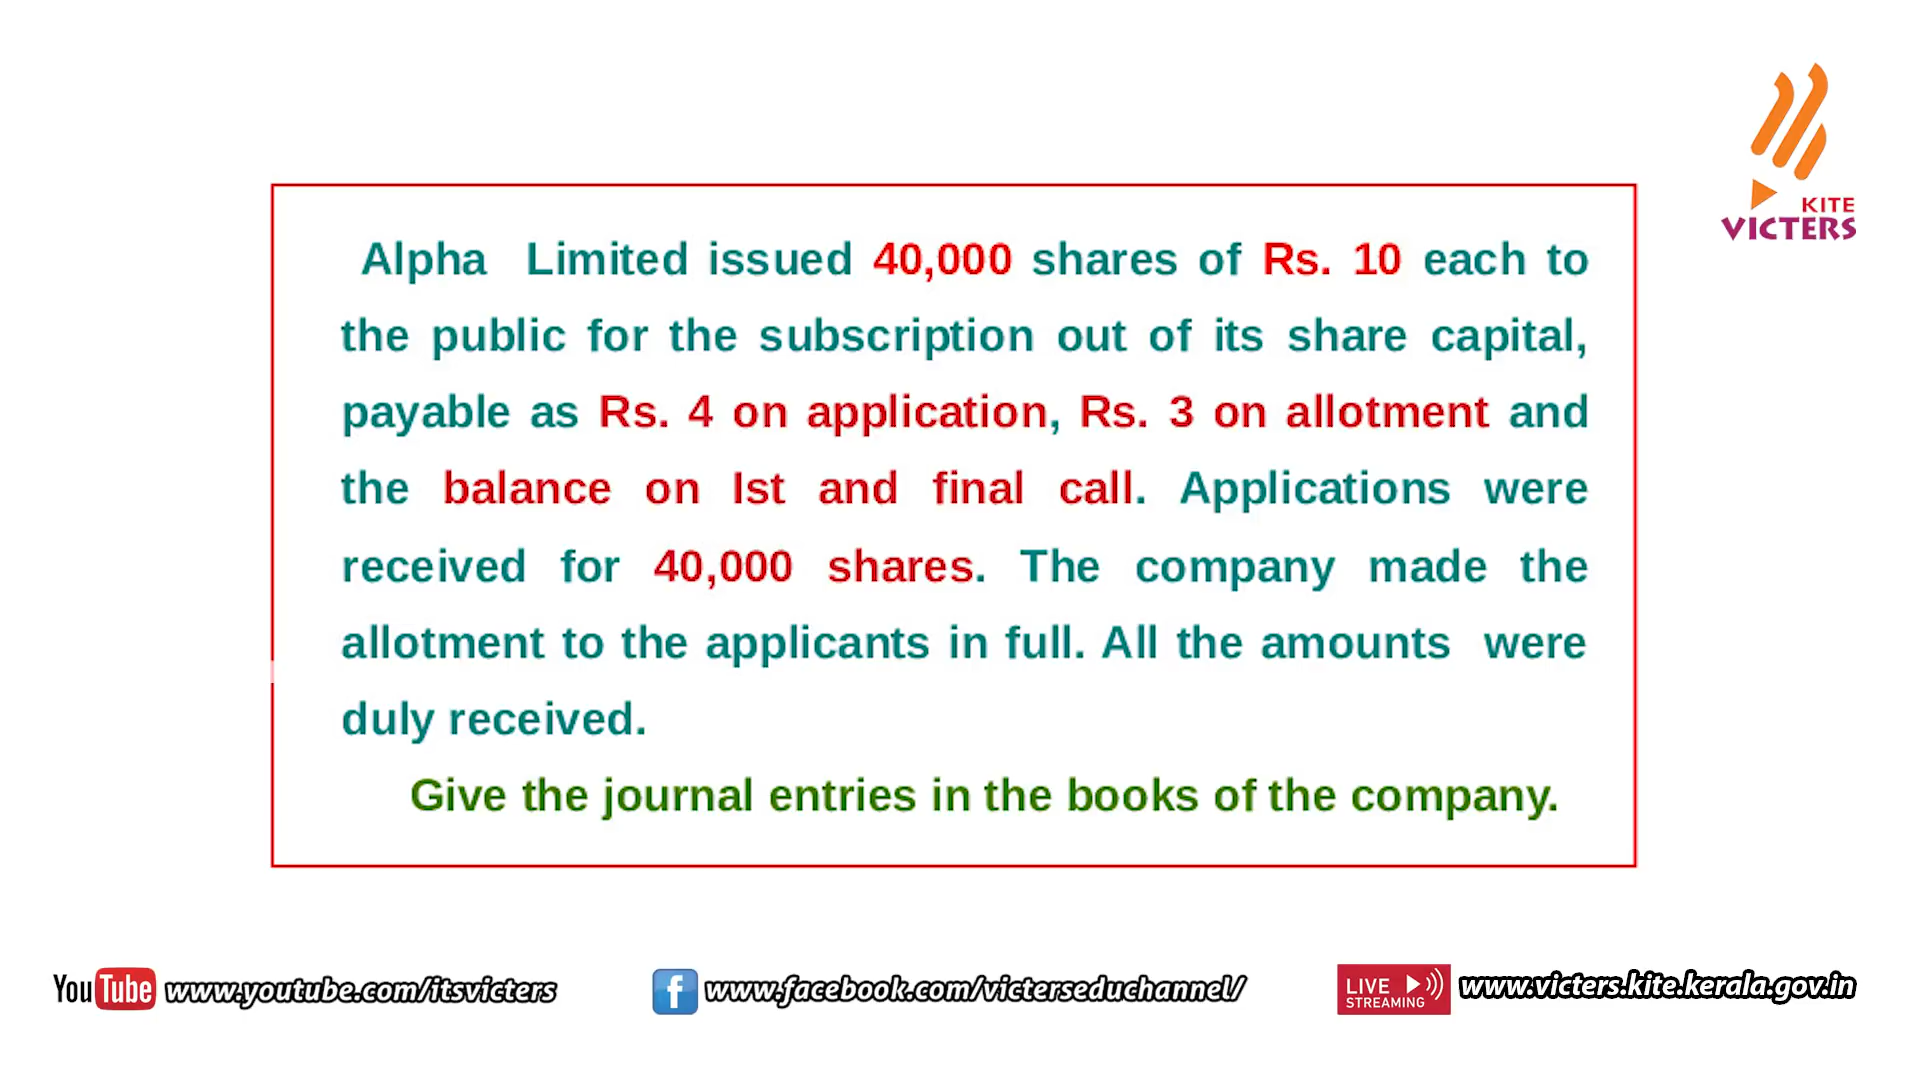 KITE
VICTERS
Alpha Limited issued 40,000 shares of Rs. 10 each to
the public for the subscription out of its share capital,
payable as Rs. 4 on application, Rs. 3 on allotment and
the balance on Ist and final call. Applications were
received for 40,000 shares. The company made the
allotment to the applicants in full. All the amounts were
duly received.
Give the journal entries in the books of the company.
YouTube www.youtube.com/itsvicters
f www.facebook.com/victerseduchannel/
LIVE STREAMING www.victers.kite.kerala.gov.in